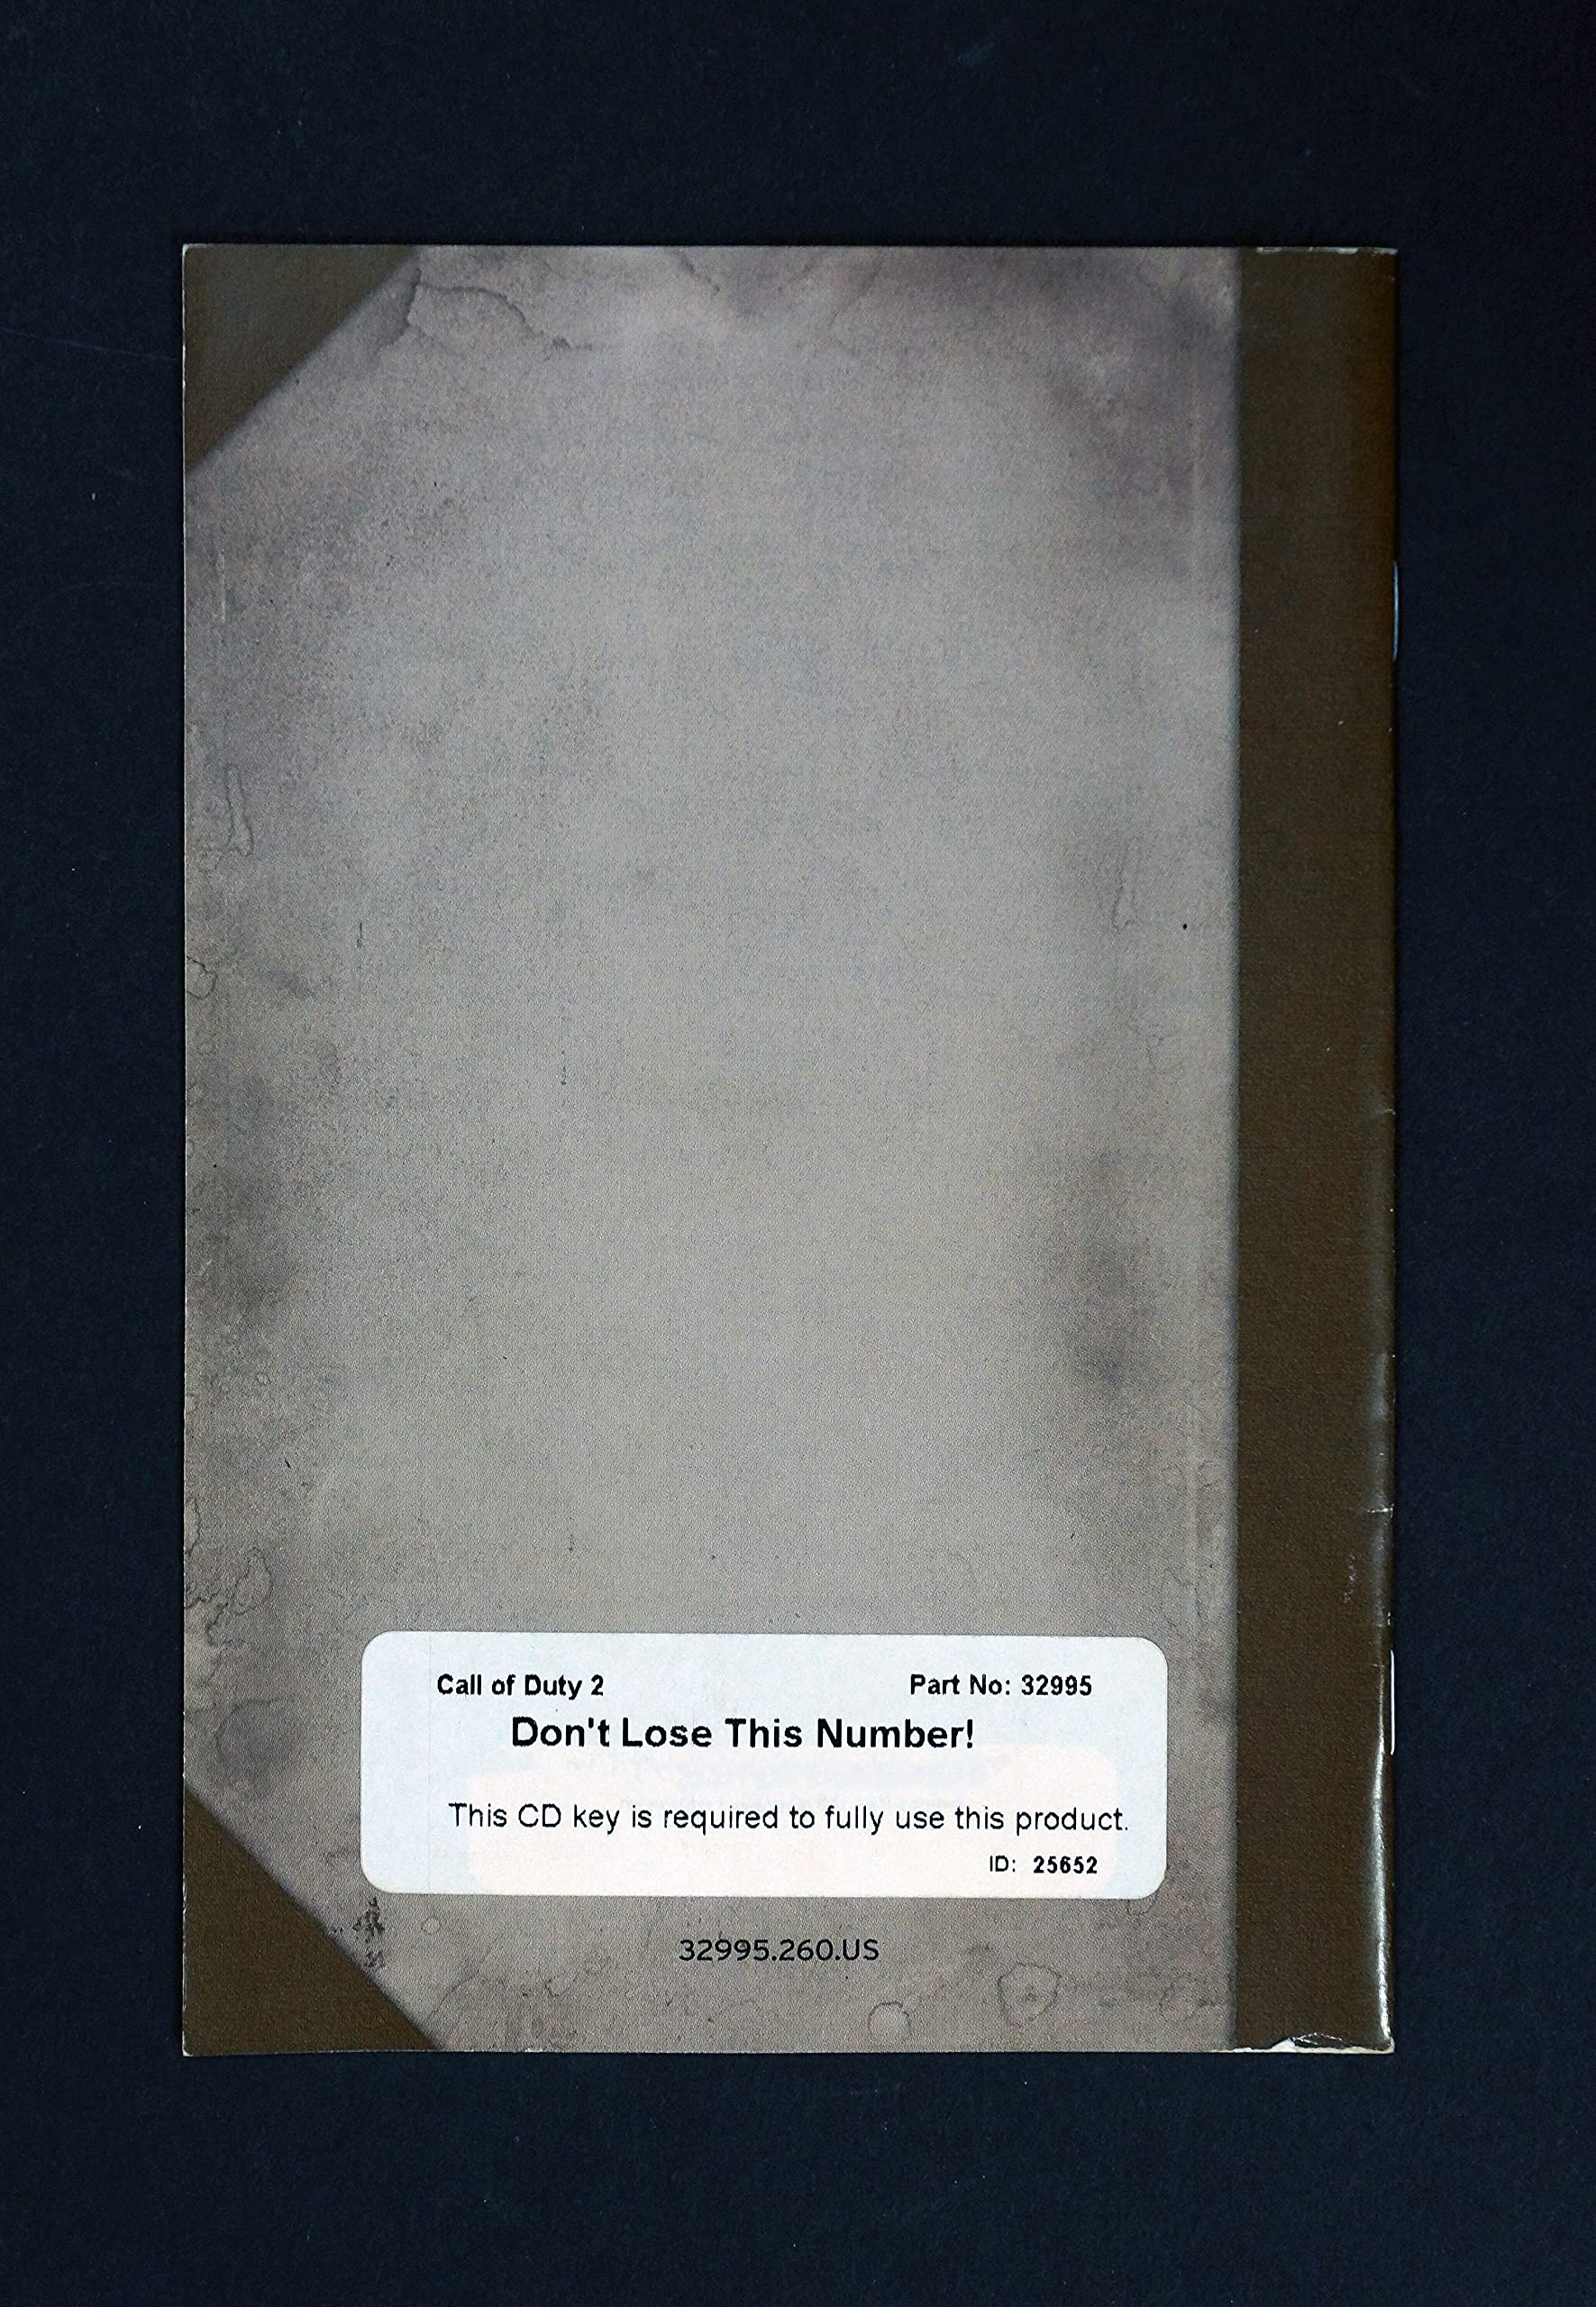 Call of Duty 2 Part No: 32995
Don't Lose This Number!
This CD key is required to fully use this product.
ID: 25652
32995.260.US